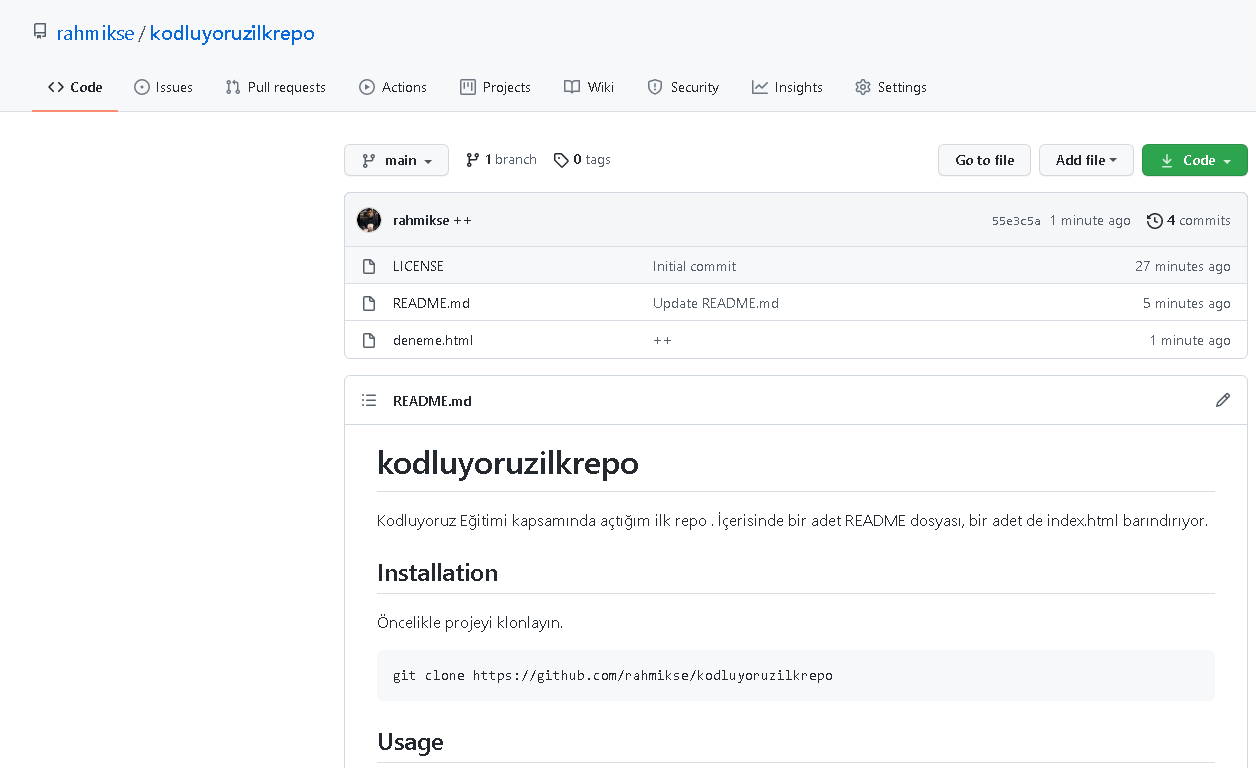 rahmikse / kodluyoruzilkrepo
Code Issues Pull requests Actions Projects Wiki Security Insights Settings
main 1 branch 0 tags Go to file Add file Code
rahmikse ++ 55e3c5a 1 minute ago 4 commits
LICENSE Initial commit 27 minutes ago
README.md Update README.md 5 minutes ago
deneme.html ++ 1 minute ago
README.md
kodluyoruzilkrepo
Kodluyoruz Eğitimi kapsamında açtığım ilk repo . İçerisinde bir adet README dosyası, bir adet de index.html barındırıyor.
Installation
Öncelikle projeyi klonlayın.
git clone https://github.com/rahmikse/kodluyoruzilkrepo
Usage